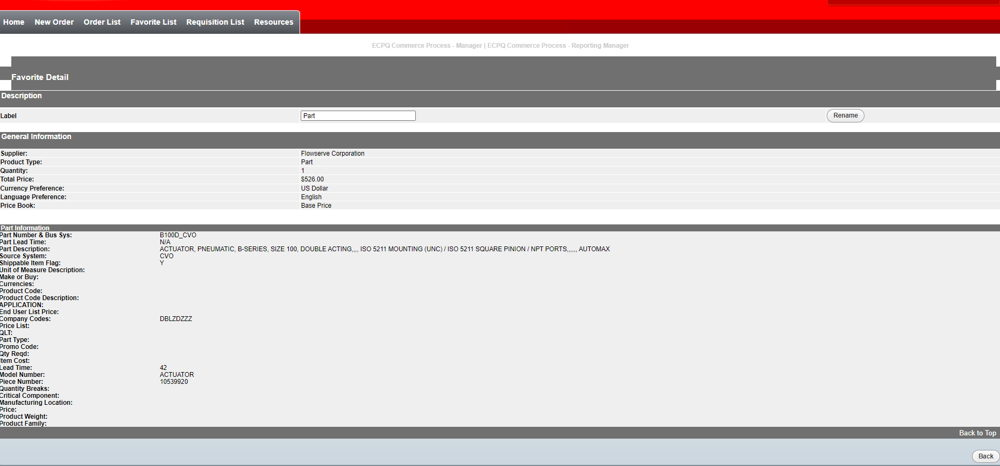 Home New Order Order List Favorite List Requisition List Resources
ECPQ Commerce Process - Manager | ECPQ Commerce Process - Reporting Manager
Favorite Detail
Description
Label Part Rename
General Information
Supplier: Flowserve Corporation
Product Type: Part
Quantity: 1
Total Price: $526.00
Currency Preference: US Dollar
Language Preference: English
Price Book: Base Price
Part Information
Part Number & Bus Sys: B100D_CVO
Part Lead Time: N/A
Part Description: ACTUATOR, PNEUMATIC, B-SERIES, SIZE 100, DOUBLE ACTING,,,, ISO 5211 MOUNTING (UNC) / ISO 5211 SQUARE PINION / NPT PORTS,,,,,, AUTOMAX
Source System: CVO
Shippable Item Flag: Y
Unit of Measure Description:
Make or Buy:
Currencies:
Product Code:
Product Code Description:
APPLICATION:
End User List Price:
Company Codes: DBLZDZZZ
Price List:
QLT:
Part Type:
Promo Code:
Qty Reqd:
Item Cost:
Lead Time: 42
Model Number: ACTUATOR
Piece Number: 10539920
Quantity Breaks:
Critical Component:
Manufacturing Location:
Price:
Product Weight:
Product Family:
Back to Top
Back